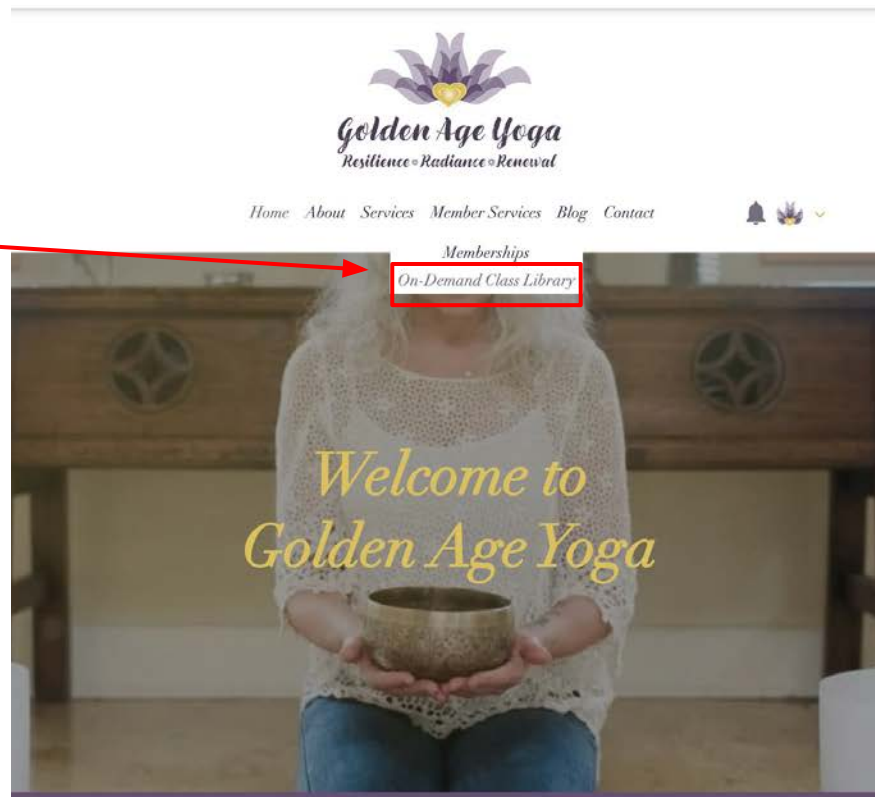 Golden Age Yoga
Resilience Radiance Renewal
Home About Services Member Services Blog Contact
Memberships
On-Demand Class Library
Welcome to
Golden Age Yoga